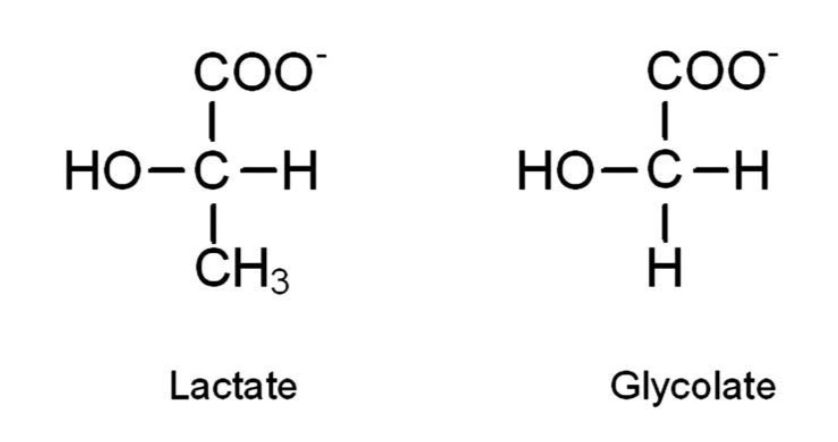 COO⁻ COO⁻
HO–C–H HO–C–H
CH₃ H
Lactate Glycolate